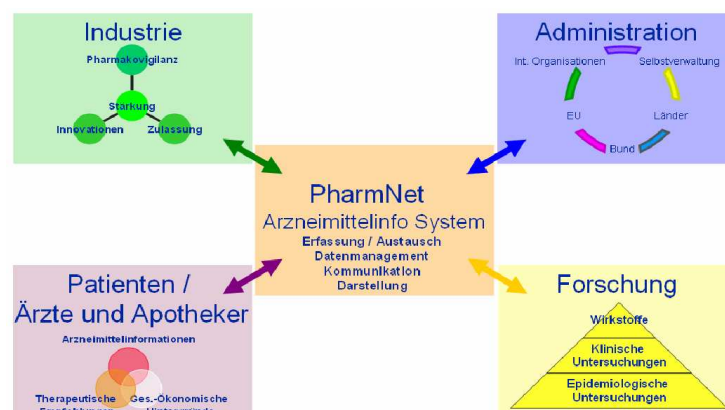 Industrie
Pharmakovigilanz
Starkung
Innovationen
Zulassung
Administration
Int. Organisationen
Selbstverwaltung
EU
Länder
Bund
PharmNet
Arzneimittelinfo System
Erfassung / Austausch
Datenmanagement
Kommunikation
Darstellung
Patienten /
Ärzte und Apotheker
Arzneimittelinformationen
Therapeutische
Ges.-Ökonomische
Forschung
Wirkstoffe
Klinische
Untersuchungen
Epidemiologische
Untersuchungen